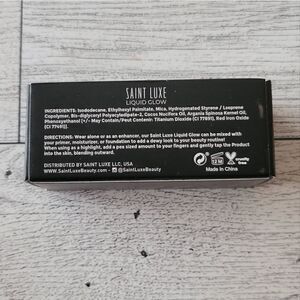 SAINT LUXE
LIQUID GLOW
INGREDIENTS: Isododecane, Ethylhexyl Palmitate, Mica, Hydrogenated Styrene / Isoprene
Copolymer, Bis-diglyceryl Polyacyladipate-2, Cocos Nucifera Oil, Argania Spinosa Kernel Oil,
Phenoxyethanol [+/- May Contain/Peut Contenir: Titanium Dioxide (CI 77891), Red Iron Oxide
(CI 77491)].
DIRECTIONS: Wear alone or as an enhancer, our Saint Luxe Liquid Glow can be mixed with
your primer, moisturizer, or foundation to add a dewy look to your beauty routine!
When using as a highlight, add a pea sized amount to your fingers and gently tap the Product
into the skin, blending outward.
DISTRIBUTED BY SAINT LUXE LLC, USA
www.SaintLuxeBeauty.com - @SaintLuxeBeauty
12 M
cruelty
free
Made In China